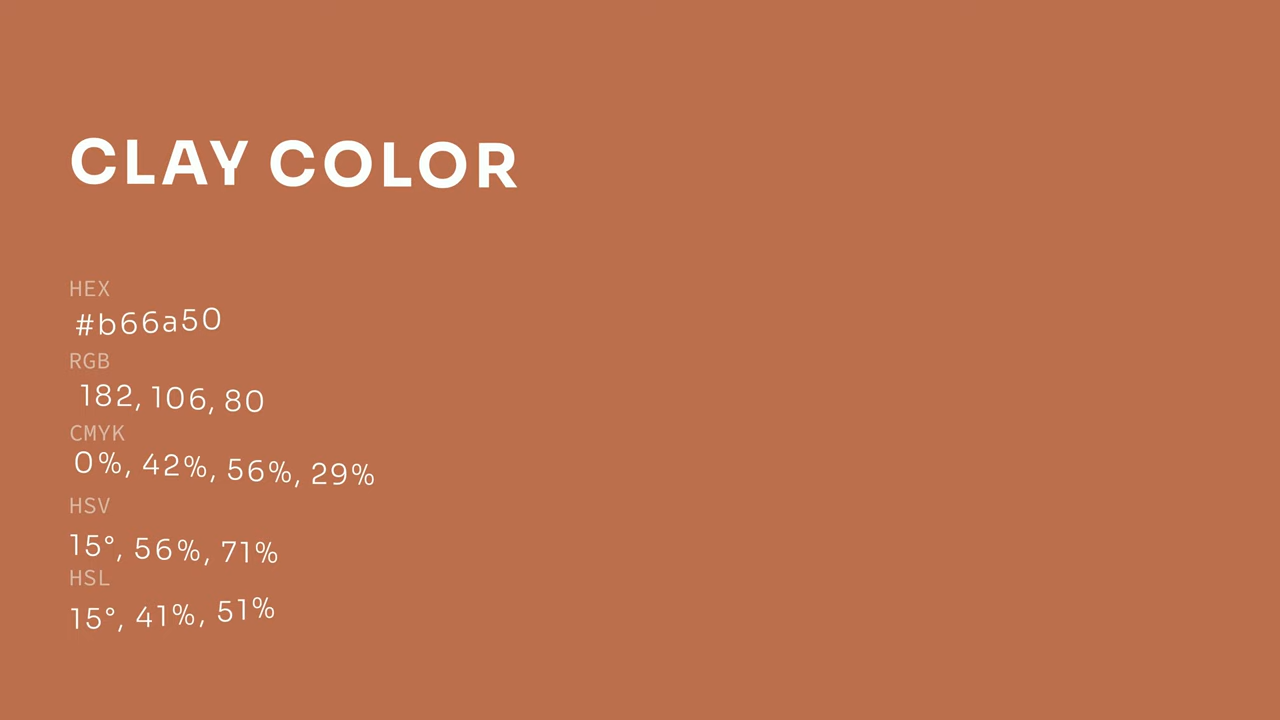 CLAY COLOR
HEX
#b66a50
RGB
182, 106, 80
CMYK
0%, 42%, 56%, 29%
HSV
15°, 56%, 71%
HSL
15°, 41%, 51%